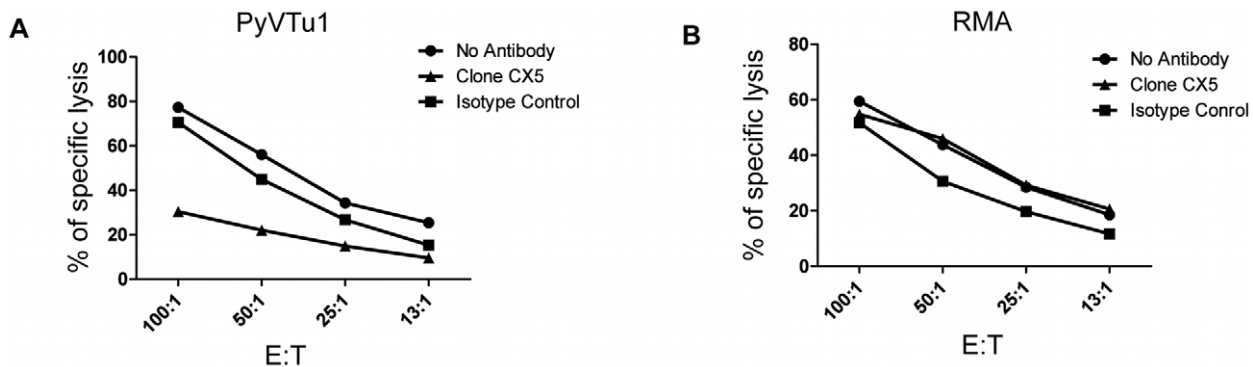 A
PyVTu1
% of specific lysis
100
80
60
40
20
0
100:1
50:1
25:1
13:1
E:T
No Antibody
Clone CX5
Isotype Control
B
RMA
% of specific lysis
80
60
40
20
0
100:1
50:1
25:1
13:1
E:T
No Antibody
Clone CX5
Isotype Conrol